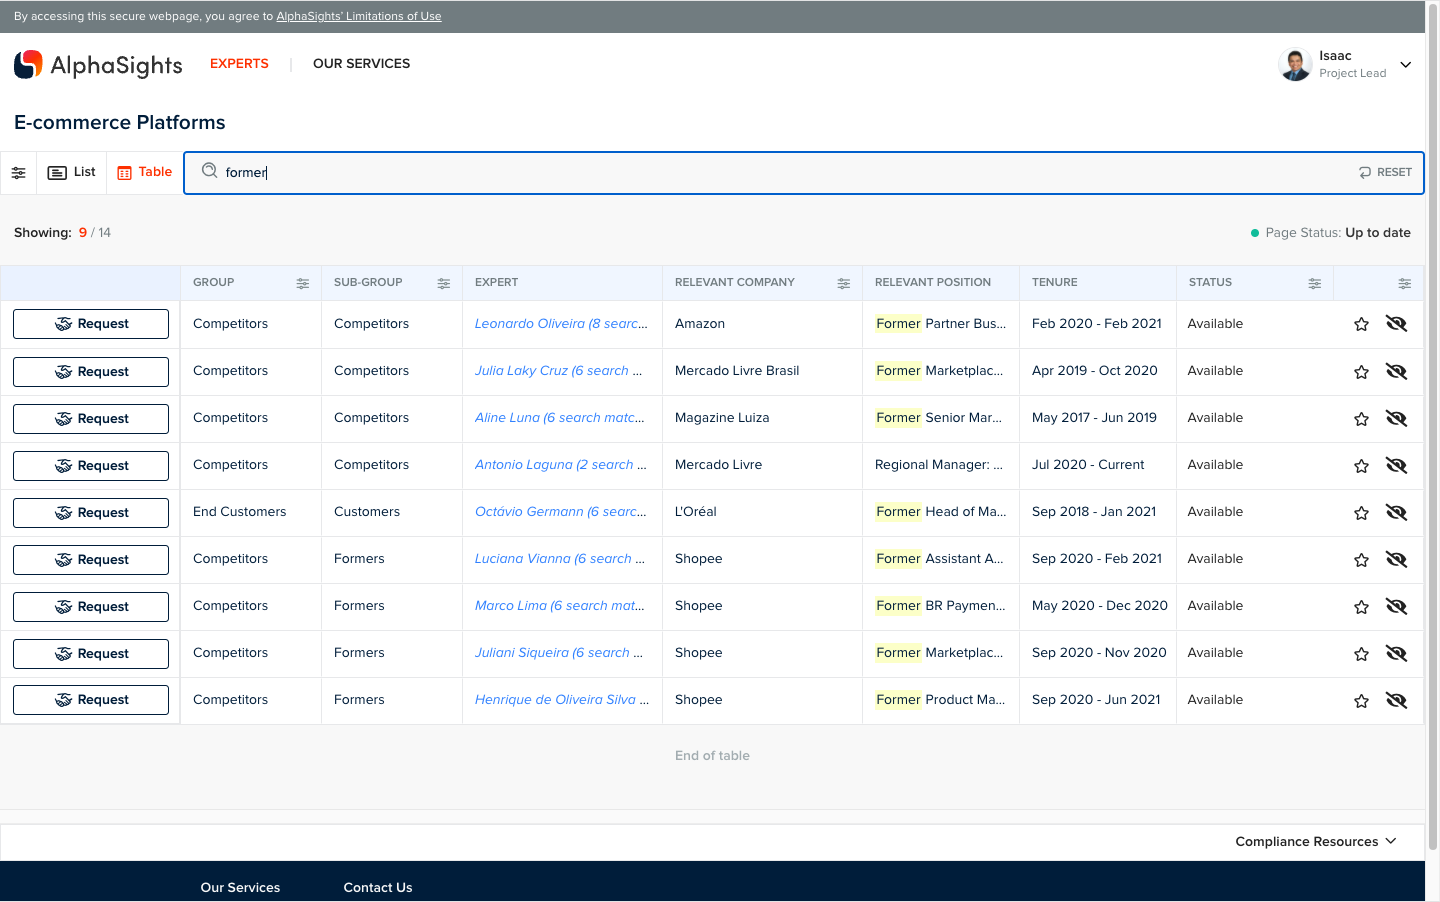 By accessing this secure webpage, you agree to AlphaSights' Limitations of Use
AlphaSights EXPERTS | OUR SERVICES Isaac
Project Lead
E-commerce Platforms
List Table former RESET
Showing: 9 / 14 Page Status: Up to date
GROUP SUB-GROUP EXPERT RELEVANT COMPANY RELEVANT POSITION TENURE STATUS
Request Competitors Competitors Leonardo Oliveira (8 searc... Amazon Former Partner Bus... Feb 2020 - Feb 2021 Available
Request Competitors Competitors Julia Laky Cruz (6 search ... Mercado Livre Brasil Former Marketplac... Apr 2019 - Oct 2020 Available
Request Competitors Competitors Aline Luna (6 search matc... Magazine Luiza Former Senior Mar... May 2017 - Jun 2019 Available
Request Competitors Competitors Antonio Laguna (2 search ... Mercado Livre Regional Manager: ... Jul 2020 - Current Available
Request End Customers Customers Octávio Germann (6 searc... L'Oréal Former Head of Ma... Sep 2018 - Jan 2021 Available
Request Competitors Formers Luciana Vianna (6 search ... Shopee Former Assistant A... Sep 2020 - Feb 2021 Available
Request Competitors Formers Marco Lima (6 search mat... Shopee Former BR Paymen... May 2020 - Dec 2020 Available
Request Competitors Formers Juliani Siqueira (6 search ... Shopee Former Marketplac... Sep 2020 - Nov 2020 Available
Request Competitors Formers Henrique de Oliveira Silva ... Shopee Former Product Ma... Sep 2020 - Jun 2021 Available
End of table
Compliance Resources
Our Services Contact Us